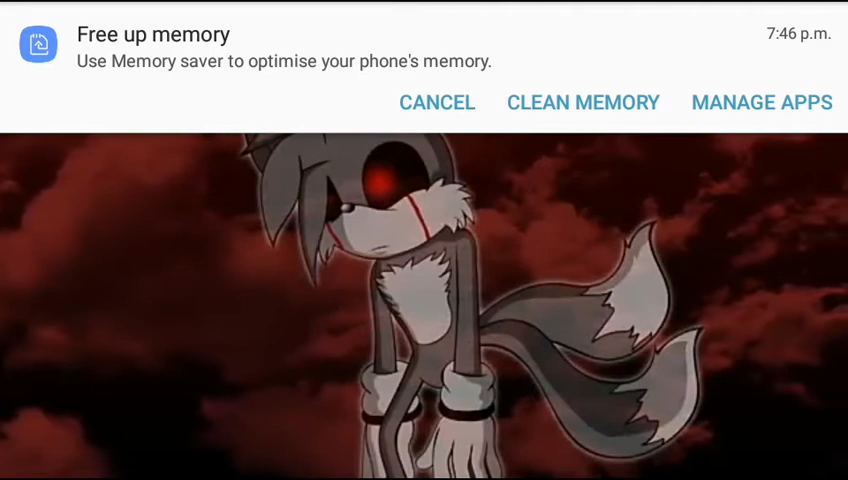 Free up memory
7:46 p.m.
Use Memory saver to optimise your phone's memory.
CANCEL CLEAN MEMORY MANAGE APPS